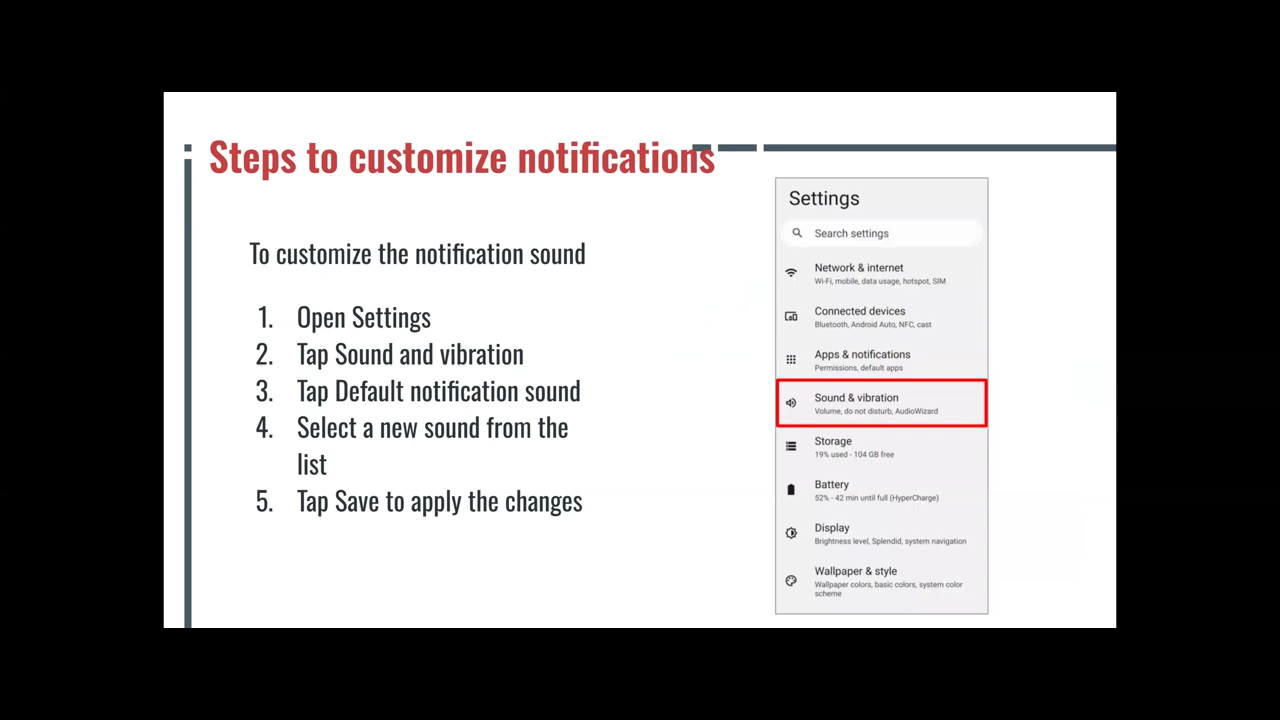 Steps to customize notifications
To customize the notification sound
1. Open Settings
2. Tap Sound and vibration
3. Tap Default notification sound
4. Select a new sound from the
list
5. Tap Save to apply the changes
Settings
Search settings
Network & internet
Wi-Fi, mobile, data usage, hotspot, SIM
Connected devices
Bluetooth, Android Auto, NFC, cast
Apps & notifications
Permissions, default apps
Sound & vibration
Volume, do not disturb, AudioWizard
Storage
19% used - 104 GB free
Battery
52% - 42 min until full (HyperCharge)
Display
Brightness level, Splendid, system navigation
Wallpaper & style
Wallpaper colors, basic colors, system color
scheme